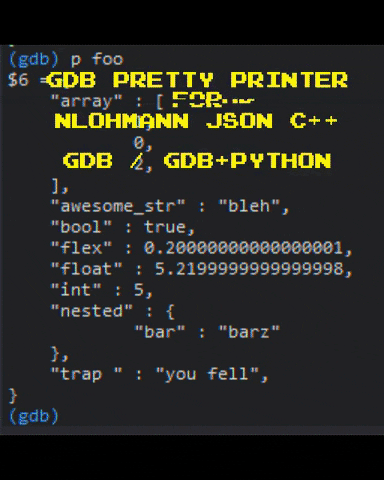 (gdb) p foo
$6 =
GDB PRETTY PRINTER
"array" : [
FOR
NLOHMANN JSON C++
0,
GDB / GDB+PYTHON
2,
],
"awesome_str" : "bleh",
"bool" : true,
"flex" : 0.20000000000000001,
"float" : 5.2199999999999998,
"int" : 5,
"nested" : {
"bar" : "barz"
},
"trap " : "you fell",
}
(gdb)